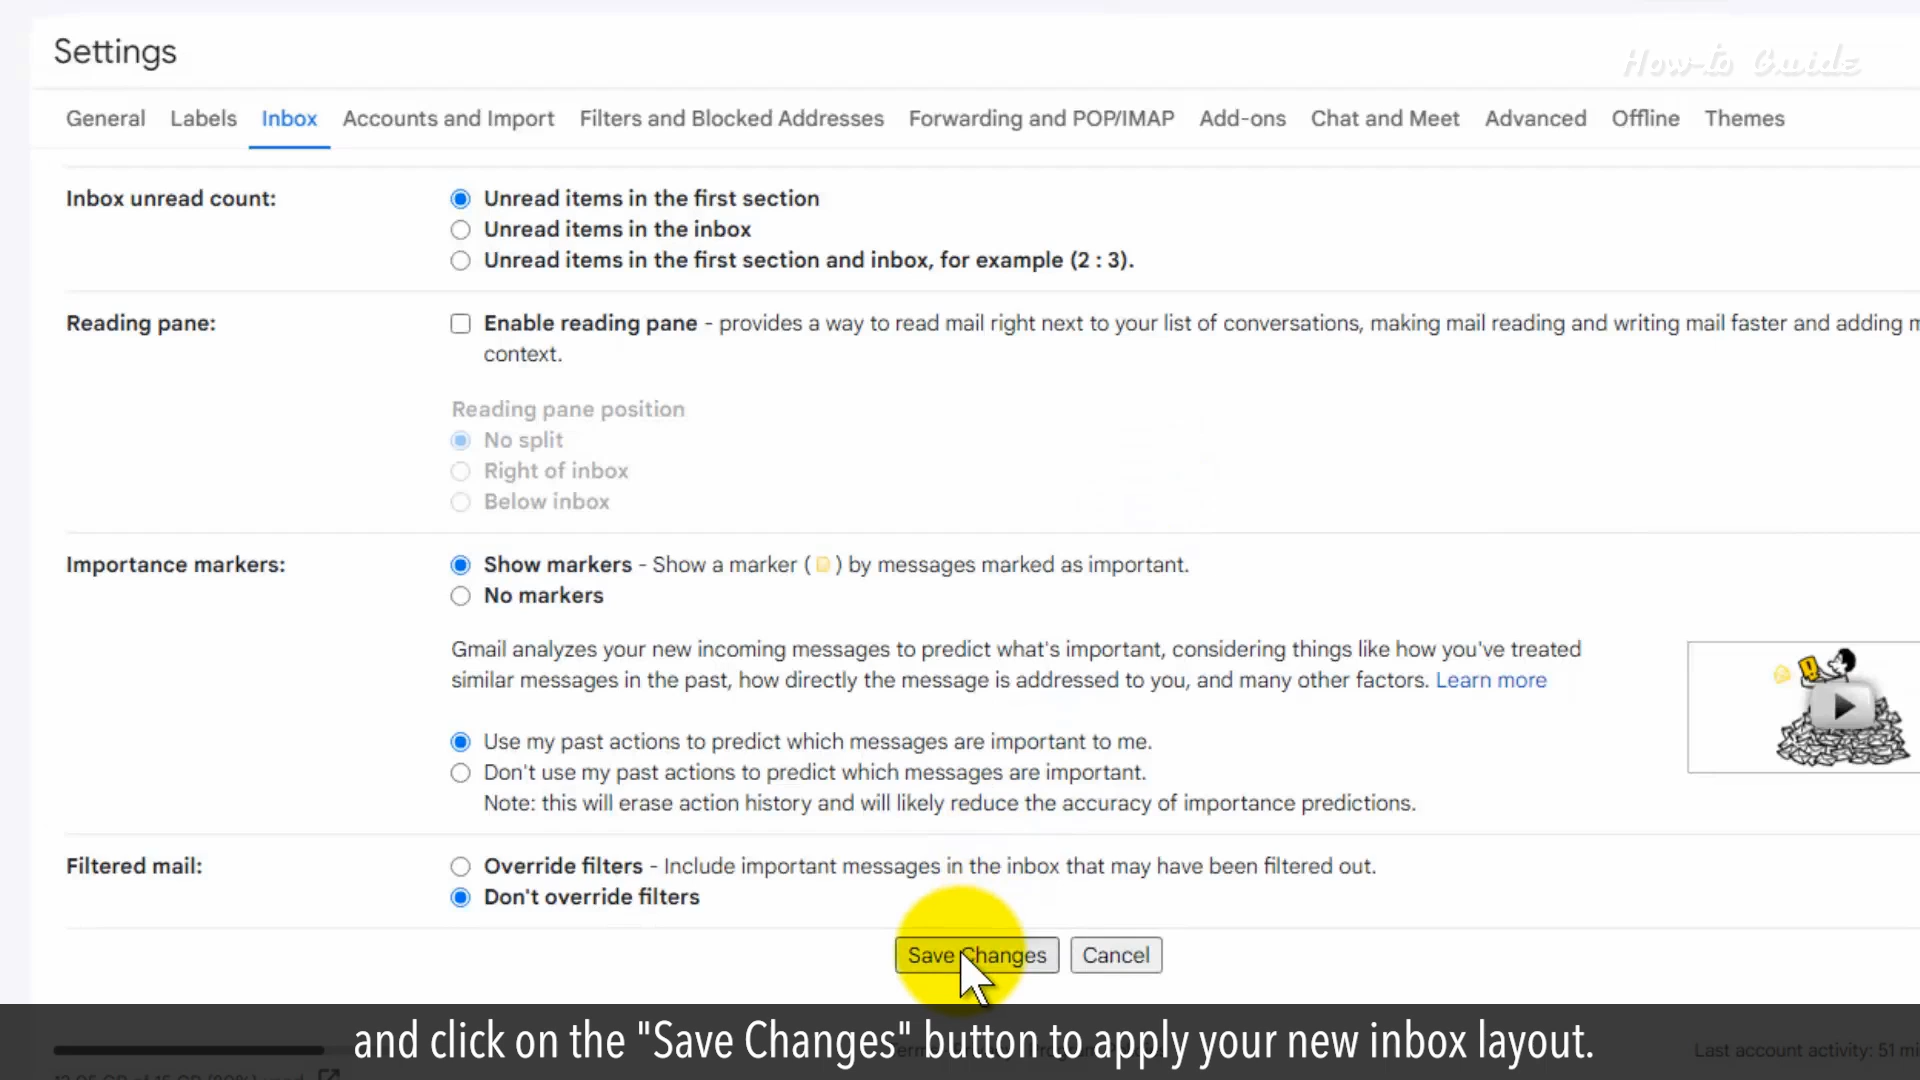 Settings
How-to Guide
General Labels Inbox Accounts and Import Filters and Blocked Addresses Forwarding and POP/IMAP Add-ons Chat and Meet Advanced Offline Themes
Inbox unread count:
Unread items in the first section
Unread items in the inbox
Unread items in the first section and inbox, for example (2 : 3).
Reading pane:
Enable reading pane - provides a way to read mail right next to your list of conversations, making mail reading and writing mail faster and adding m
context.
Reading pane position
No split
Right of inbox
Below inbox
Importance markers:
Show markers - Show a marker ( ) by messages marked as important.
No markers
Gmail analyzes your new incoming messages to predict what's important, considering things like how you've treated
similar messages in the past, how directly the message is addressed to you, and many other factors. Learn more
Use my past actions to predict which messages are important to me.
Don't use my past actions to predict which messages are important.
Note: this will erase action history and will likely reduce the accuracy of importance predictions.
Filtered mail:
Override filters - Include important messages in the inbox that may have been filtered out.
Don't override filters
Save Changes Cancel
and click on the "Save Changes" button to apply your new inbox layout.
Last account activity: 51 mi